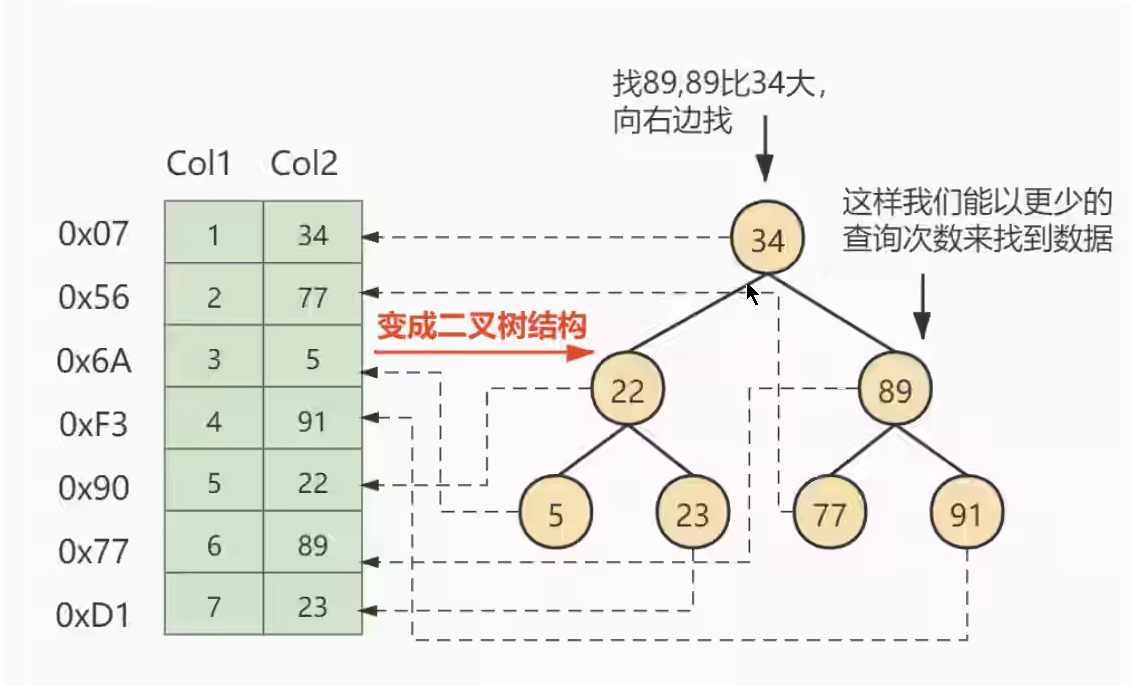 找89,89比34大，
向右边找
这样我们能以更少的
查询次数来找到数据
Col1 Col2
0x07 1 34
0x56 2 77
0x6A 3 5
0xF3 4 91
0x90 5 22
0x77 6 89
0xD1 7 23
变成二叉树结构
34
22 89
5 23 77 91